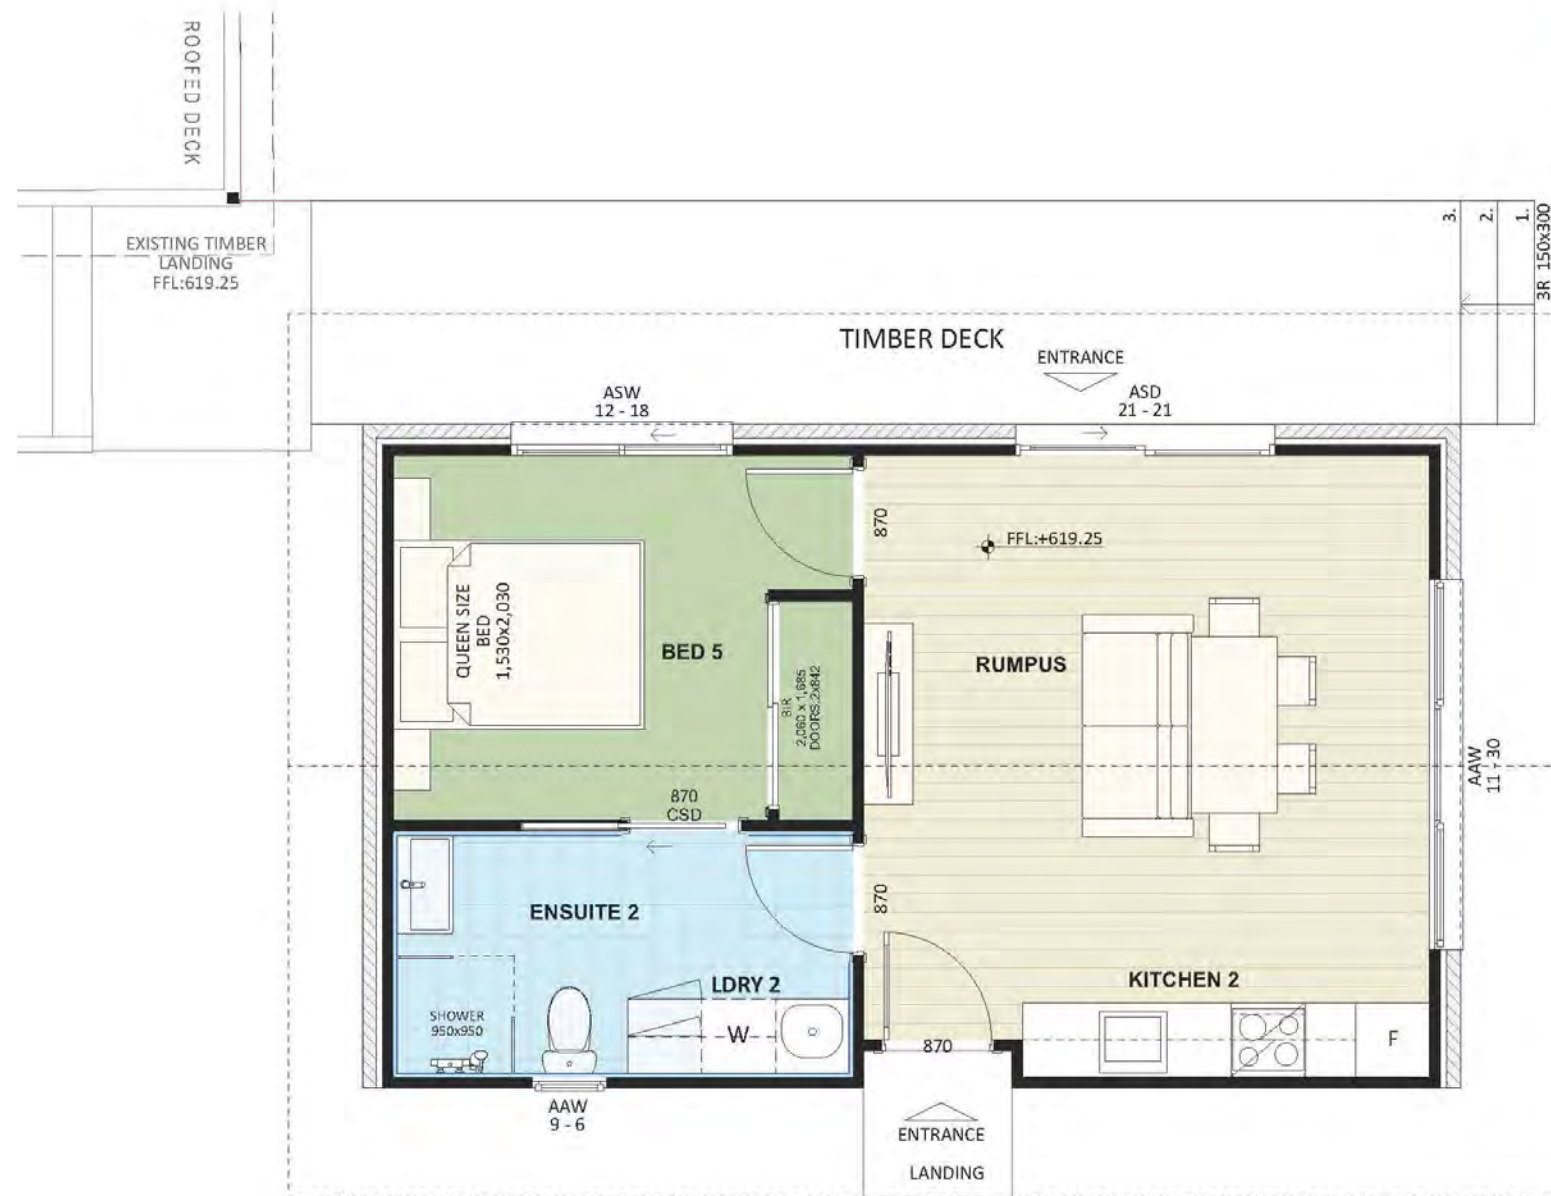 ROOFED DECK
EXISTING TIMBER
LANDING
FFL:619.25
3.
2.
1.
3R 150x300
TIMBER DECK
ENTRANCE
ASW
12 - 18
ASD
21 - 21
870
FFL:+619.25
QUEEN SIZE
BED
1,530x2,030
BED 5
BIR
2,060 x 1,685
DOORS:2x842
RUMPUS
AAW
11 - 30
870
CSD
870
ENSUITE 2
LDRY 2
KITCHEN 2
SHOWER
950x950
W
870
F
AAW
9 - 6
ENTRANCE
LANDING